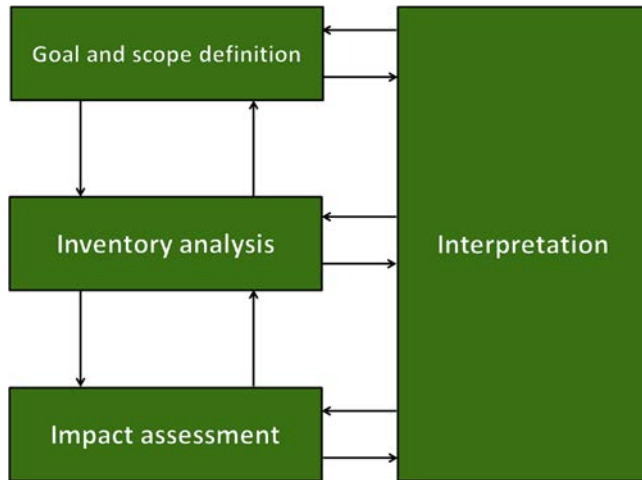 Goal and scope definition
Inventory analysis
Interpretation
Impact assessment